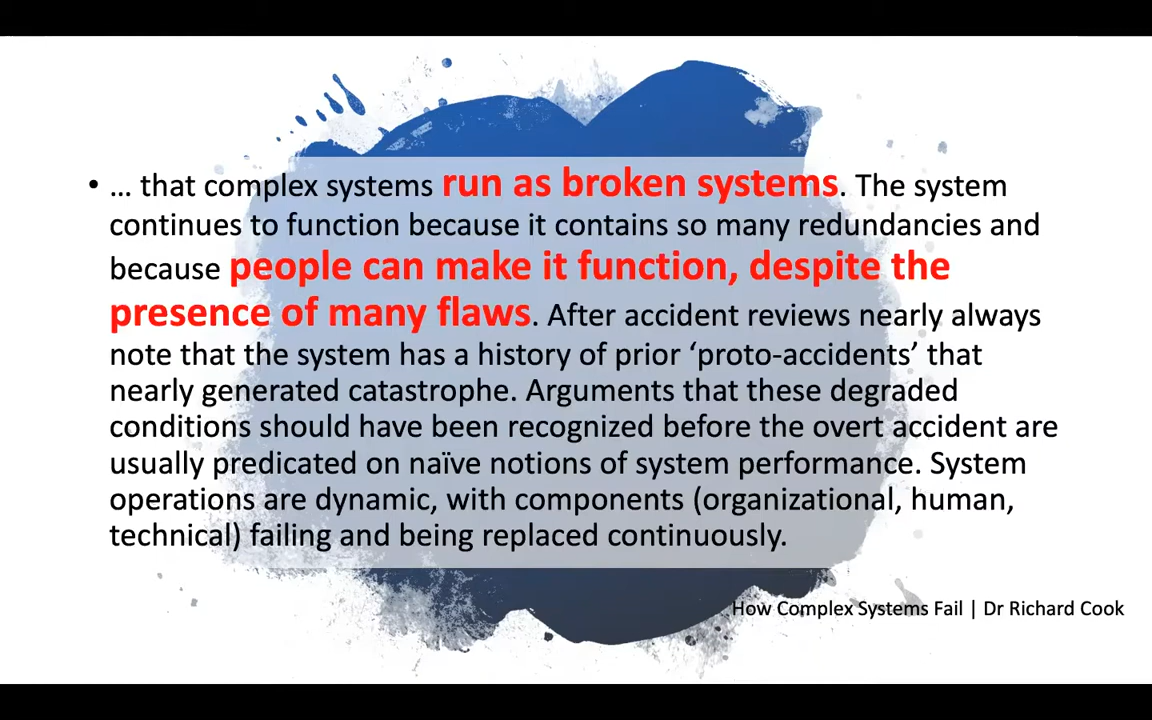 • … that complex systems run as broken systems. The system
continues to function because it contains so many redundancies and
because people can make it function, despite the
presence of many flaws. After accident reviews nearly always
note that the system has a history of prior ‘proto-accidents’ that
nearly generated catastrophe. Arguments that these degraded
conditions should have been recognized before the overt accident are
usually predicated on naïve notions of system performance. System
operations are dynamic, with components (organizational, human,
technical) failing and being replaced continuously.
How Complex Systems Fail | Dr Richard Cook